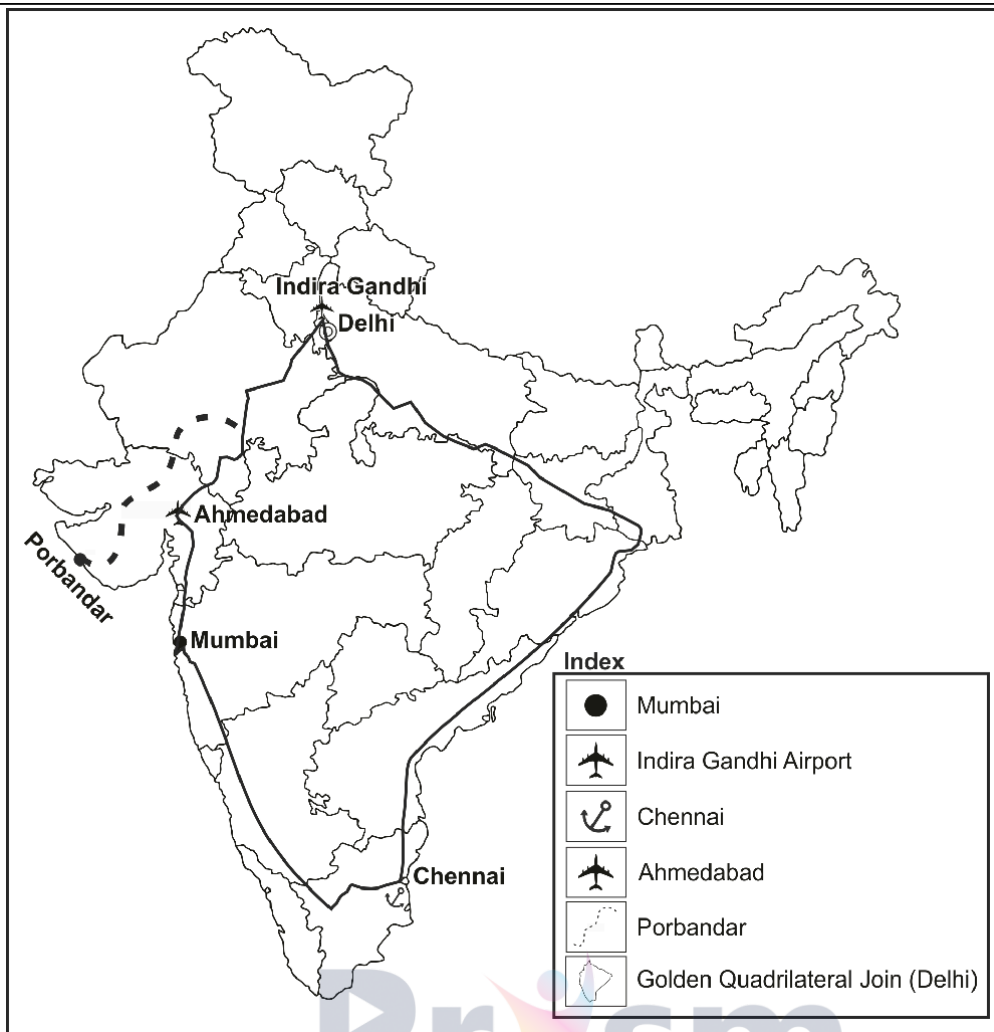 Indira Gandhi
Delhi
Ahmedabad
Porbandar
Mumbai
Chennai
Index
Mumbai
Indira Gandhi Airport
Chennai
Ahmedabad
Porbandar
Golden Quadrilateral Join (Delhi)
Prism